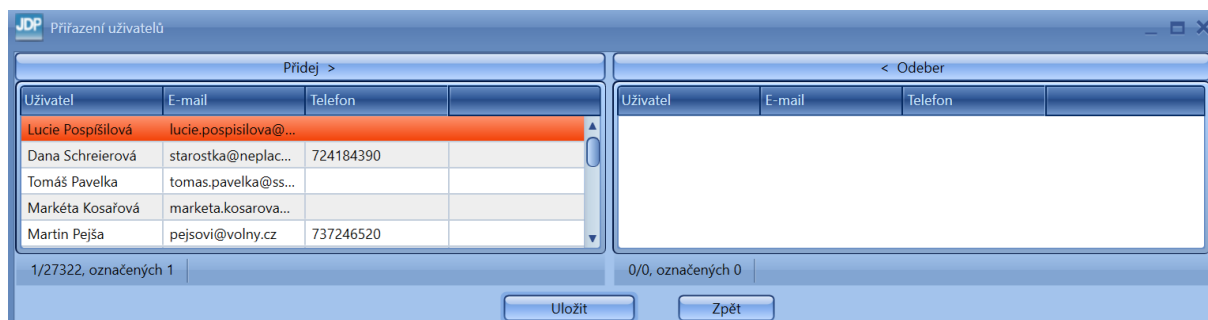 JDP Přiřazení uživatelů
Přidej >
Uživatel E-mail Telefon
Lucie Pospíšilová lucie.pospisilova@...
Dana Schreierová starostka@neplac... 724184390
Tomáš Pavelka tomas.pavelka@ss...
Markéta Kosařová marketa.kosarova...
Martin Pejša pejsovi@volny.cz 737246520
1/27322, označených 1
< Odeber
Uživatel E-mail Telefon
0/0, označených 0
Uložit Zpět